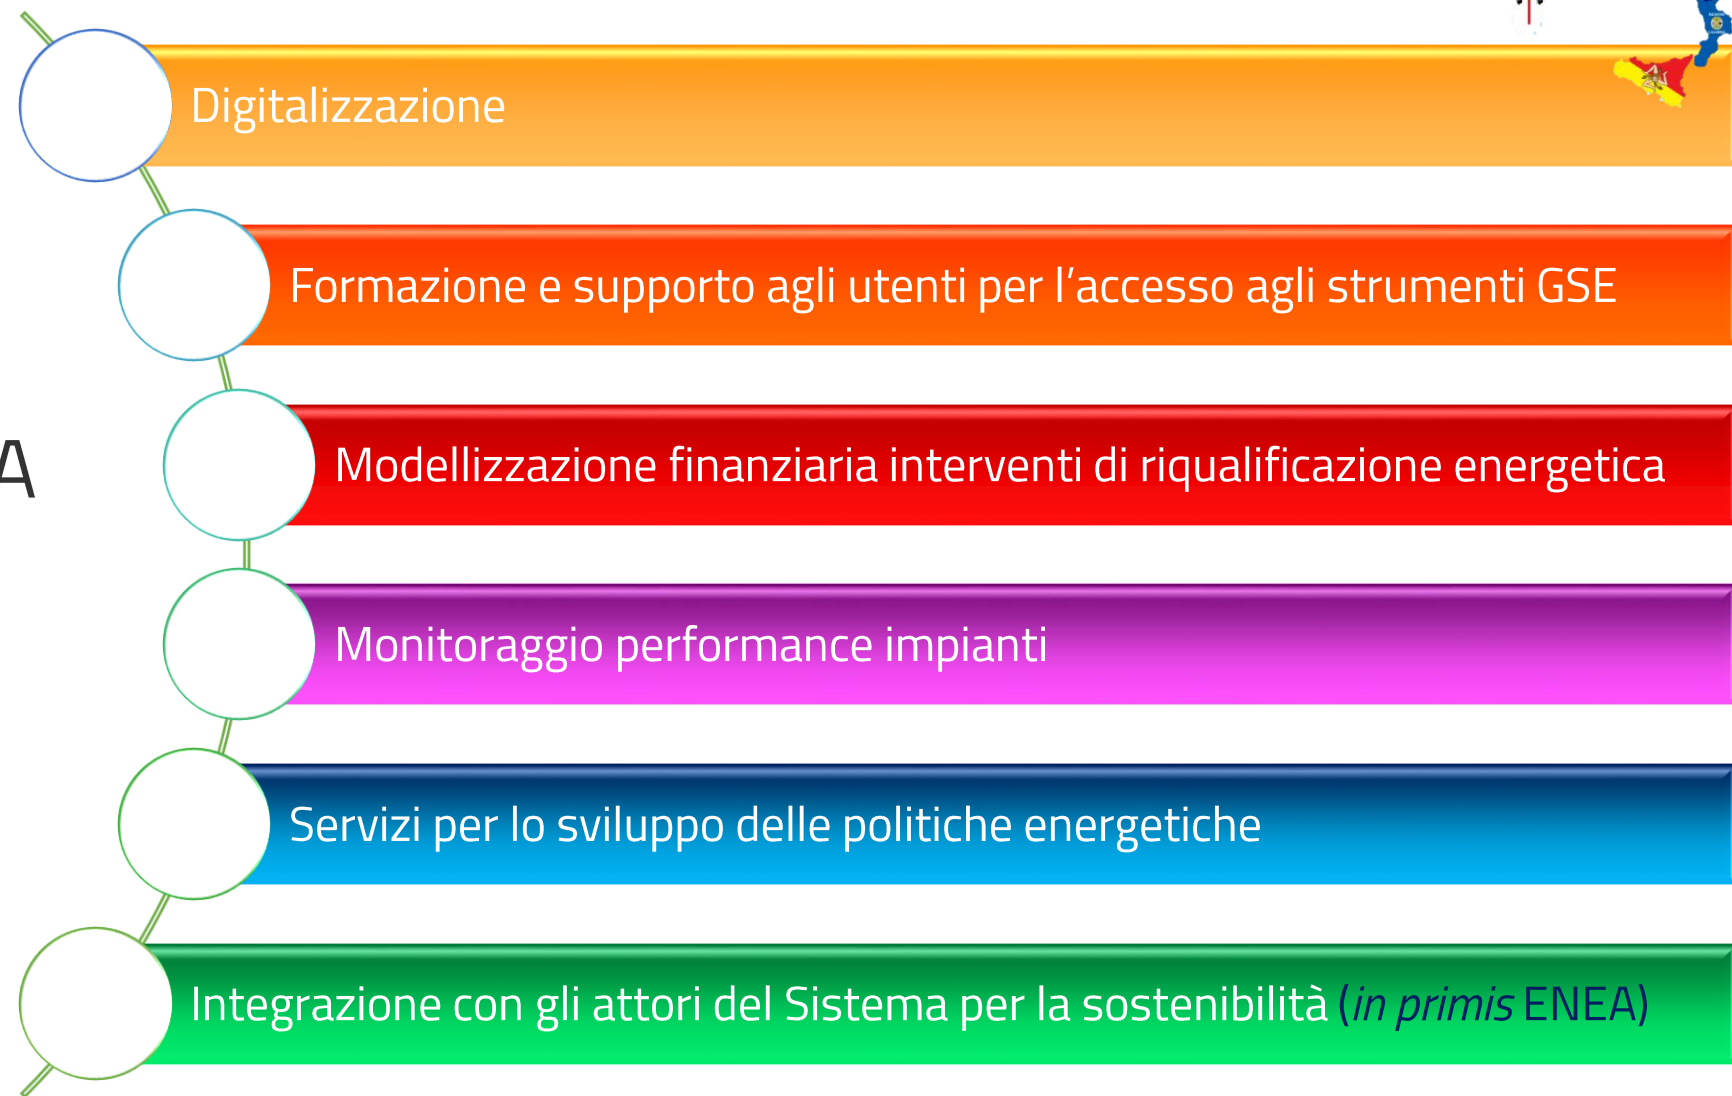 Digitalizzazione
Formazione e supporto agli utenti per l’accesso agli strumenti GSE
A
Modellizzazione finanziaria interventi di riqualificazione energetica
Monitoraggio performance impianti
Servizi per lo sviluppo delle politiche energetiche
Integrazione con gli attori del Sistema per la sostenibilità (in primis ENEA)